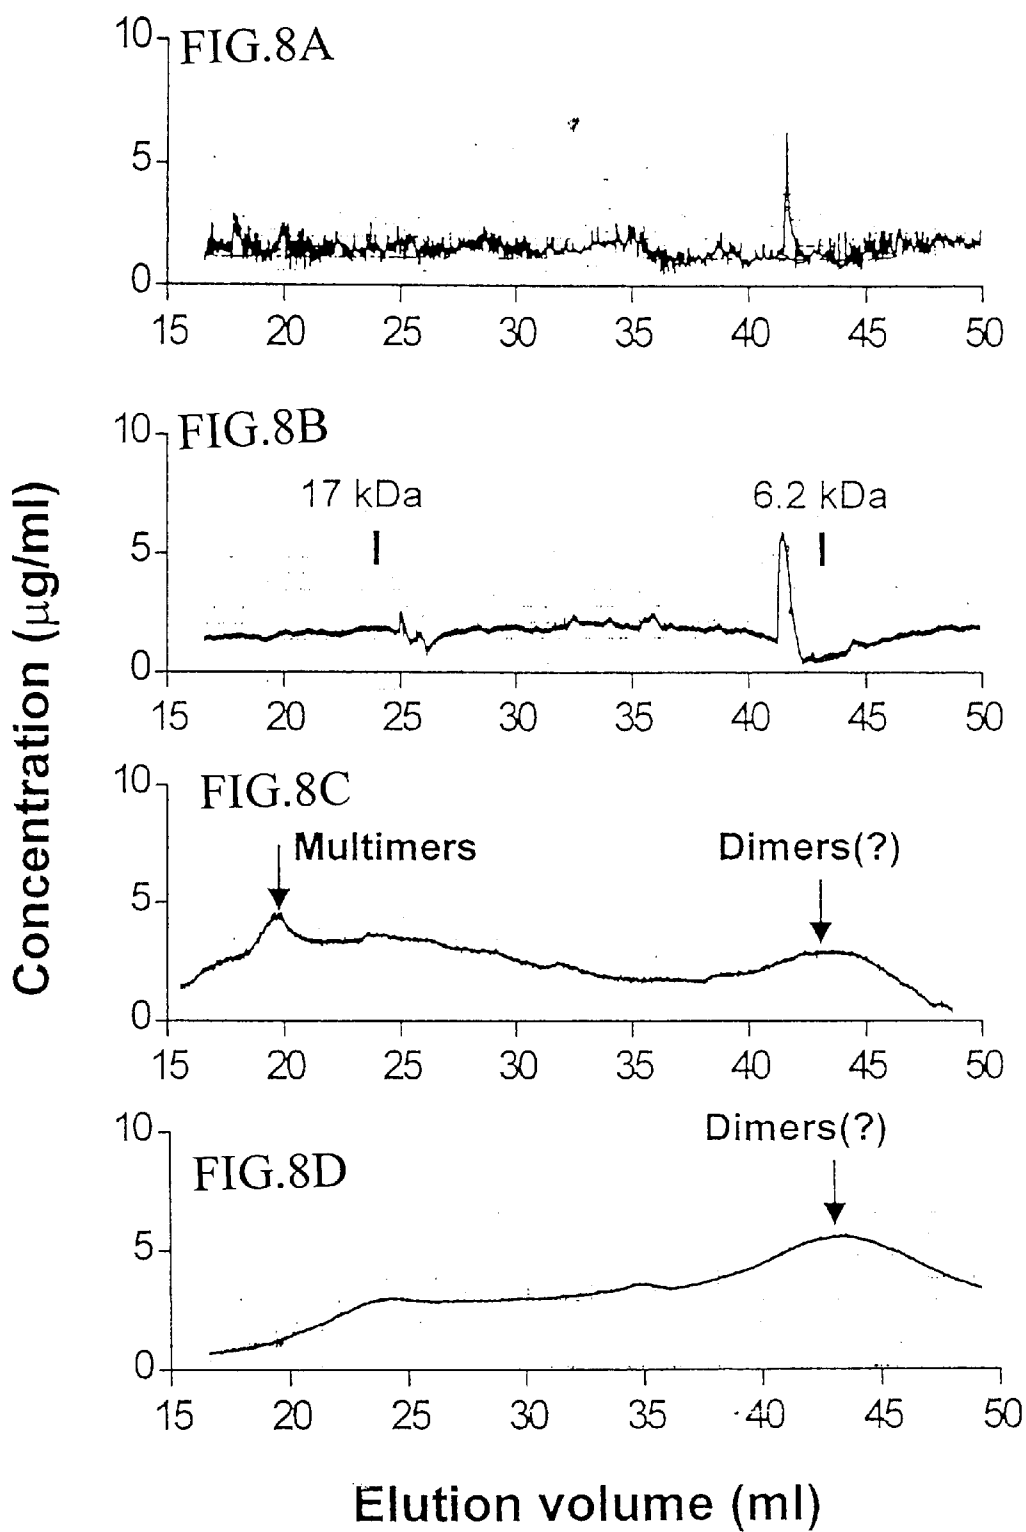 10
FIG.8A
5
0
15 20 25 30 35 40 45 50
10
FIG.8B
17 kDa 6.2 kDa
5
0
15 20 25 30 35 40 45 50
Concentration (μg/ml)
10
FIG.8C
Multimers Dimers(?)
5
0
15 20 25 30 35 40 45 50
10
Dimers(?)
FIG.8D
5
0
15 20 25 30 35 40 45 50
Elution volume (ml)